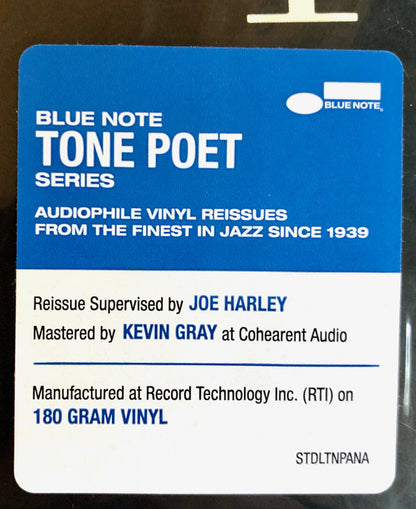 BLUE NOTE
BLUE NOTE
TONE POET
SERIES
AUDIOPHILE VINYL REISSUES
FROM THE FINEST IN JAZZ SINCE 1939
Reissue Supervised by JOE HARLEY
Mastered by KEVIN GRAY at Cohearent Audio
Manufactured at Record Technology Inc. (RTI) on
180 GRAM VINYL
STDLTNPANA